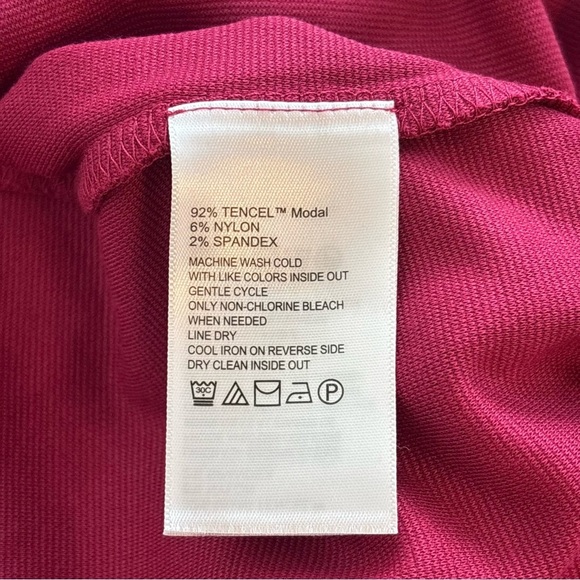 92% TENCEL™ Modal
6% NYLON
2% SPANDEX
MACHINE WASH COLD
WITH LIKE COLORS INSIDE OUT
GENTLE CYCLE
ONLY NON-CHLORINE BLEACH
WHEN NEEDED
LINE DRY
COOL IRON ON REVERSE SIDE
DRY CLEAN INSIDE OUT
30C P